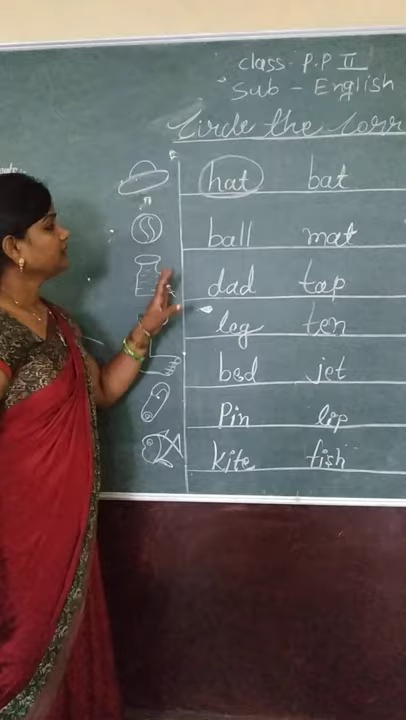 class - P.P II
Sub - English
Circle the Corr
hat bat
ball mat
dad tap
leg ten
bed jet
Pin lip
kite fish